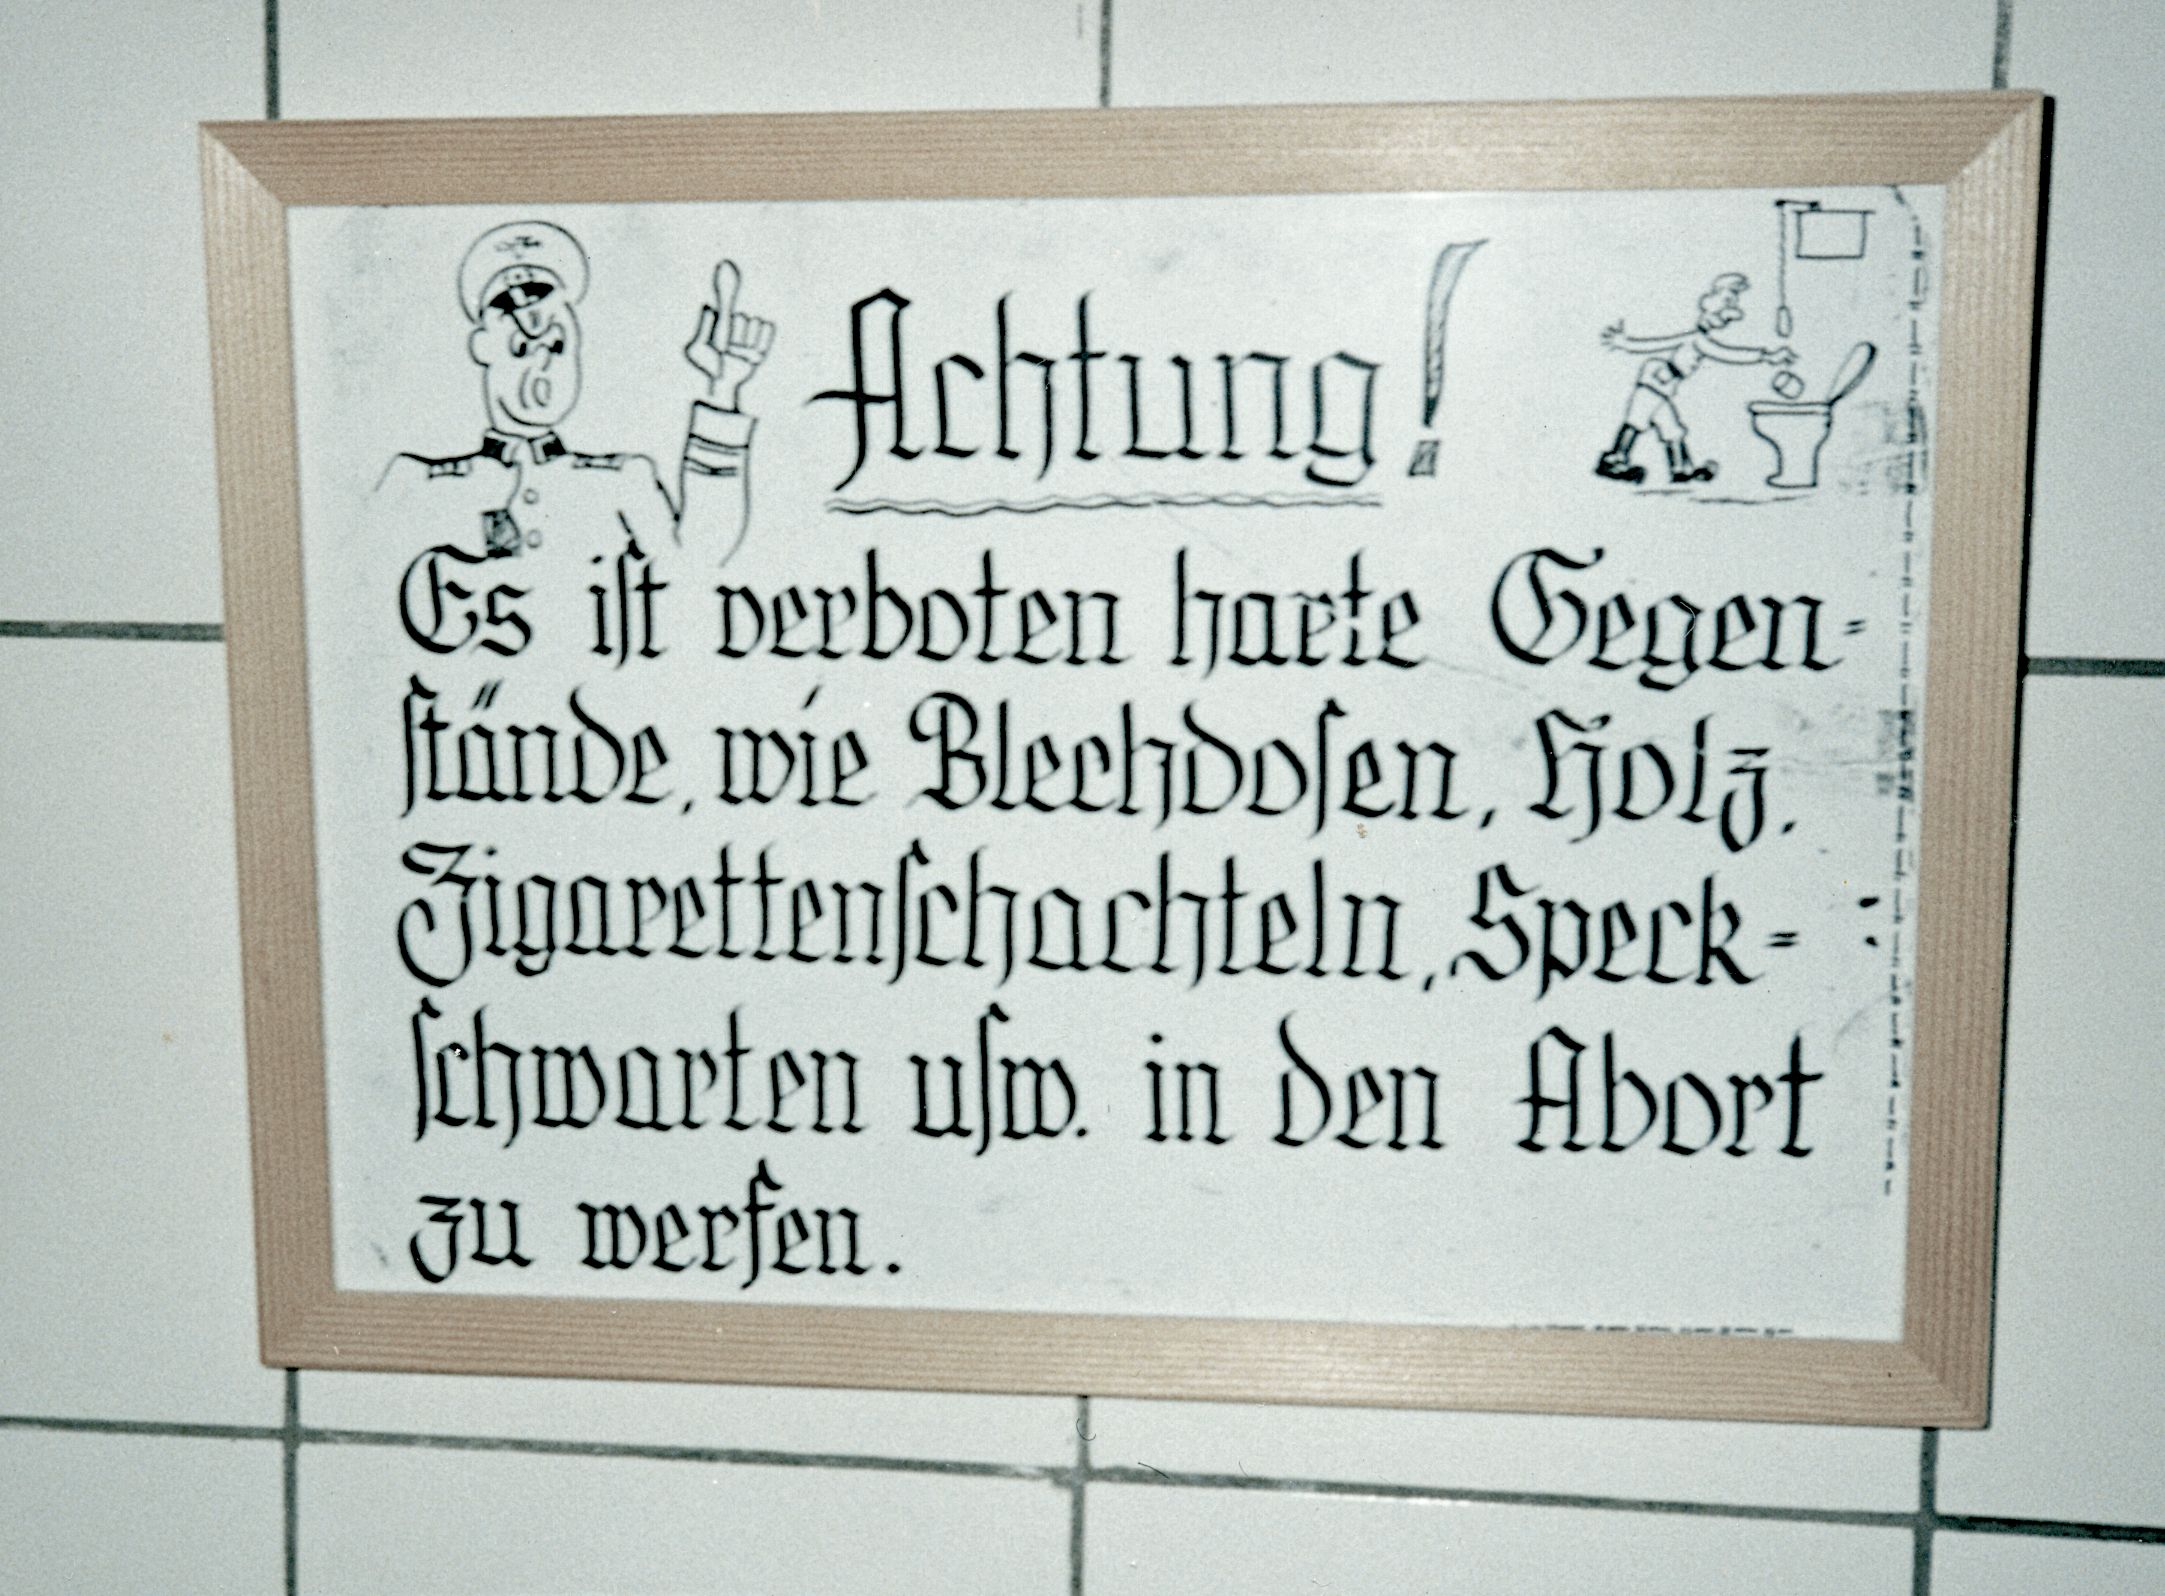 Achtung!
Es iſt verboten harte Gegen=
ſtände, wie Blechdoſen, Holz,
Zigarettenſchachteln, Speck=
ſchwarten uſw. in den Abort
zu werfen.